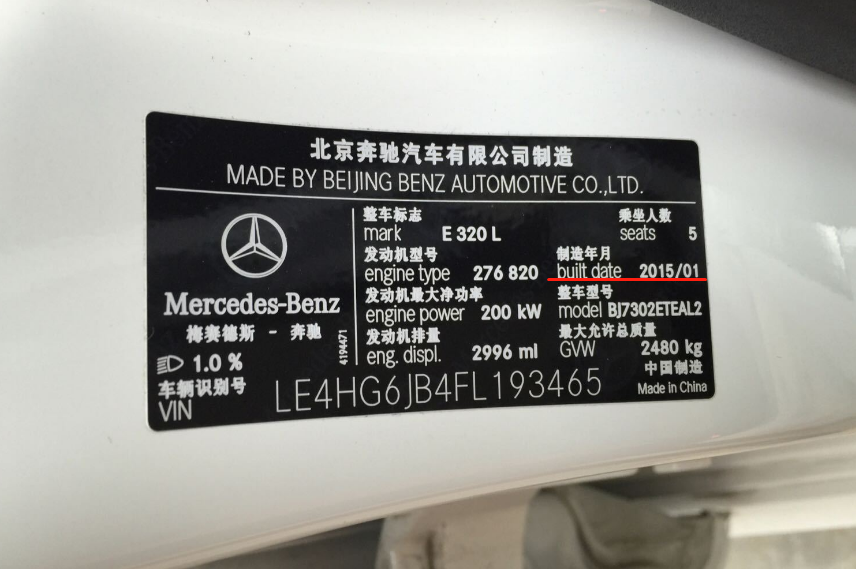 北京奔驰汽车有限公司制造
MADE BY BEIJING BENZ AUTOMOTIVE CO.,LTD.
Mercedes-Benz
梅赛德斯 - 奔驰
1.0 %
4194471
整车标志
mark E 320 L
乘坐人数
seats 5
发动机型号
engine type 276 820
制造年月
built date 2015/01
发动机最大净功率
engine power 200 kW
整车型号
model BJ7302ETEAL2
发动机排量
eng. displ. 2996 ml
最大允许总质量
GVW 2480 kg
中国制造
Made in China
车辆识别号
VIN LE4HG6JB4FL193465